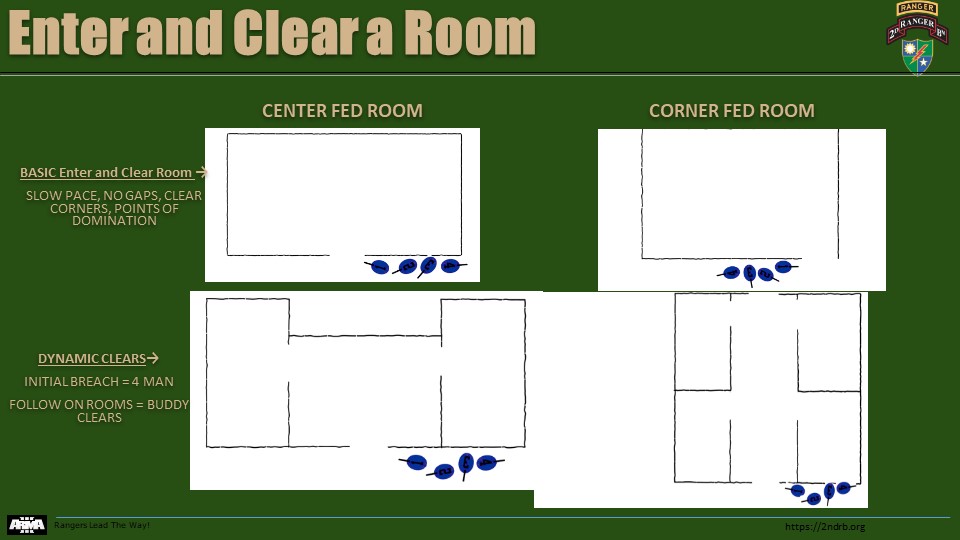 Enter and Clear a Room
RANGER
2D RANGER BN
CENTER FED ROOM
CORNER FED ROOM
BASIC Enter and Clear Room →
SLOW PACE, NO GAPS, CLEAR
CORNERS, POINTS OF
DOMINATION
DYNAMIC CLEARS→
INITIAL BREACH = 4 MAN
FOLLOW ON ROOMS = BUDDY
CLEARS
ARMA III
Rangers Lead The Way!
https://2ndrb.org